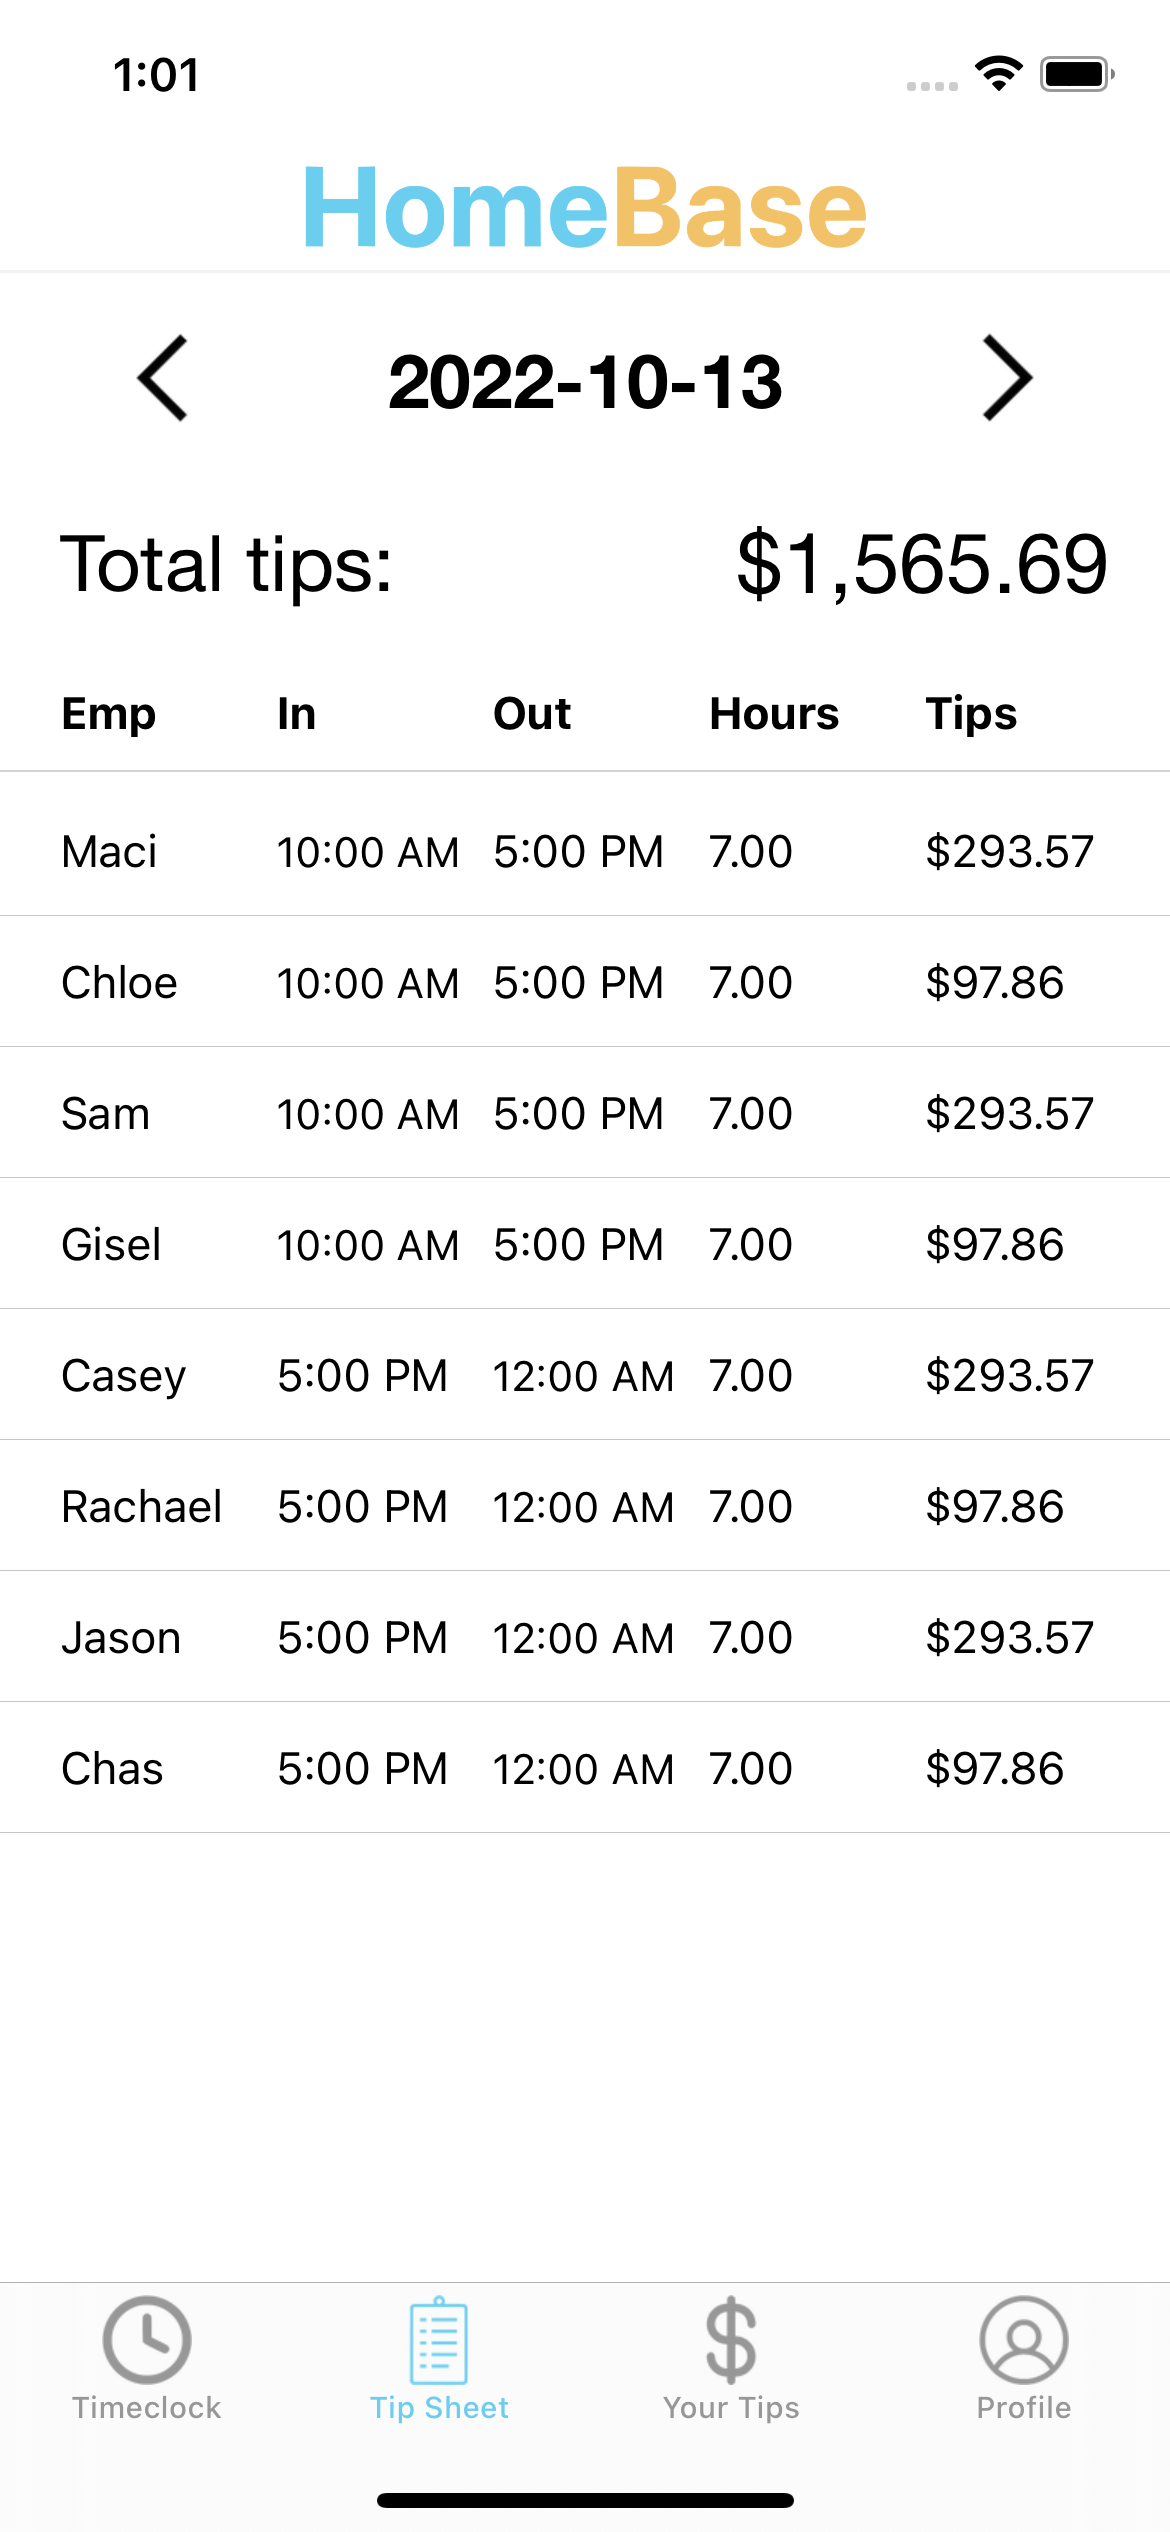 1:01
HomeBase
2022-10-13
Total tips: $1,565.69
Emp In Out Hours Tips
Maci 10:00 AM 5:00 PM 7.00 $293.57
Chloe 10:00 AM 5:00 PM 7.00 $97.86
Sam 10:00 AM 5:00 PM 7.00 $293.57
Gisel 10:00 AM 5:00 PM 7.00 $97.86
Casey 5:00 PM 12:00 AM 7.00 $293.57
Rachael 5:00 PM 12:00 AM 7.00 $97.86
Jason 5:00 PM 12:00 AM 7.00 $293.57
Chas 5:00 PM 12:00 AM 7.00 $97.86
Timeclock Tip Sheet Your Tips Profile